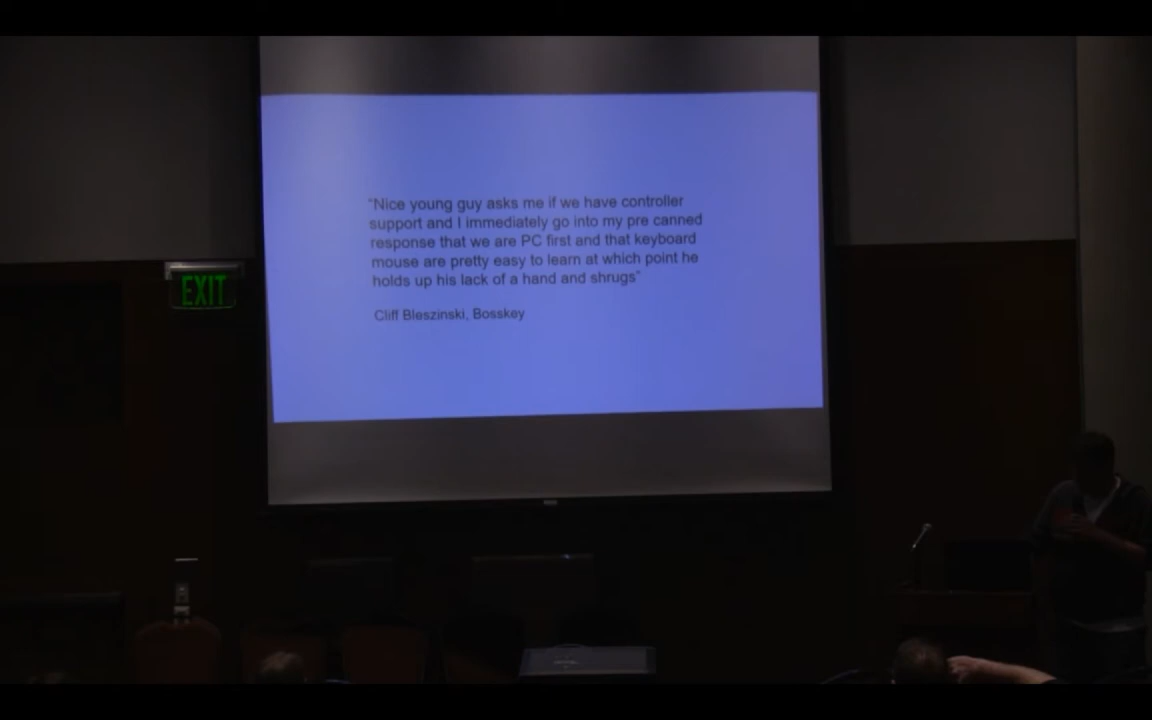 EXIT
"Nice young guy asks me if we have controller
support and I immediately go into my pre canned
response that we are PC first and that keyboard
mouse are pretty easy to learn at which point he
holds up his lack of a hand and shrugs"
Cliff Bleszinski, Bosskey